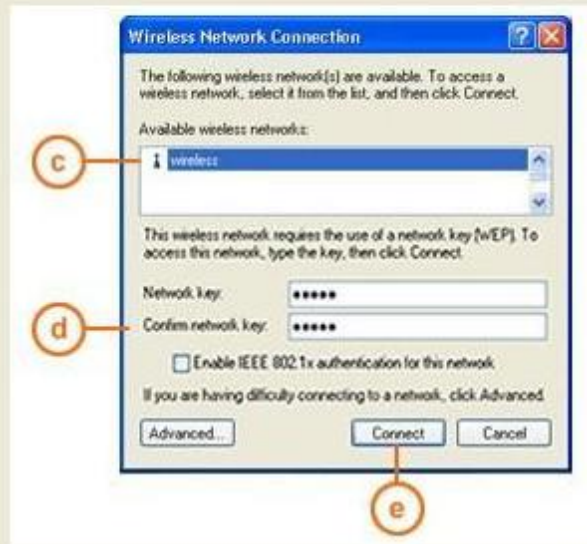 Wireless Network Connection
The following wireless network(s) are available. To access a
wireless network, select it from the list, and then click Connect.
Available wireless networks:
c
wireless
This wireless network requires the use of a network key (WEP). To
access this network, type the key, then click Connect.
Network key: •••••
d
Confirm network key: •••••
Enable IEEE 802.1x authentication for this network
If you are having difficulty connecting to a network, click Advanced.
Advanced... Connect Cancel
e